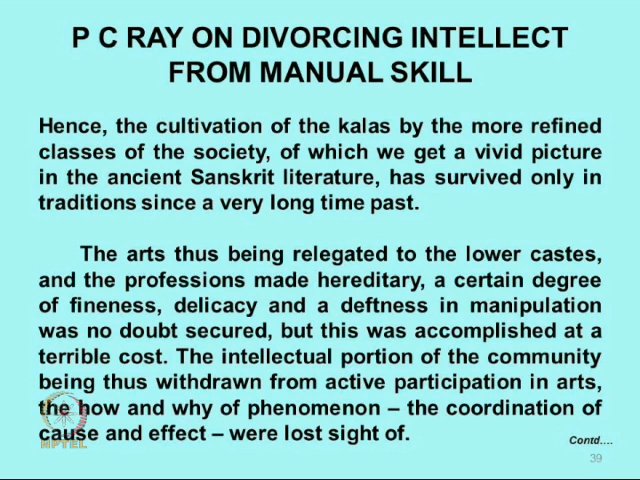 P C RAY ON DIVORCING INTELLECT
FROM MANUAL SKILL
Hence, the cultivation of the kalas by the more refined
classes of the society, of which we get a vivid picture
in the ancient Sanskrit literature, has survived only in
traditions since a very long time past.
The arts thus being relegated to the lower castes,
and the professions made hereditary, a certain degree
of fineness, delicacy and a deftness in manipulation
was no doubt secured, but this was accomplished at a
terrible cost. The intellectual portion of the community
being thus withdrawn from active participation in arts,
the how and why of phenomenon – the coordination of
cause and effect – were lost sight of.
NPTEL
Contd….
39